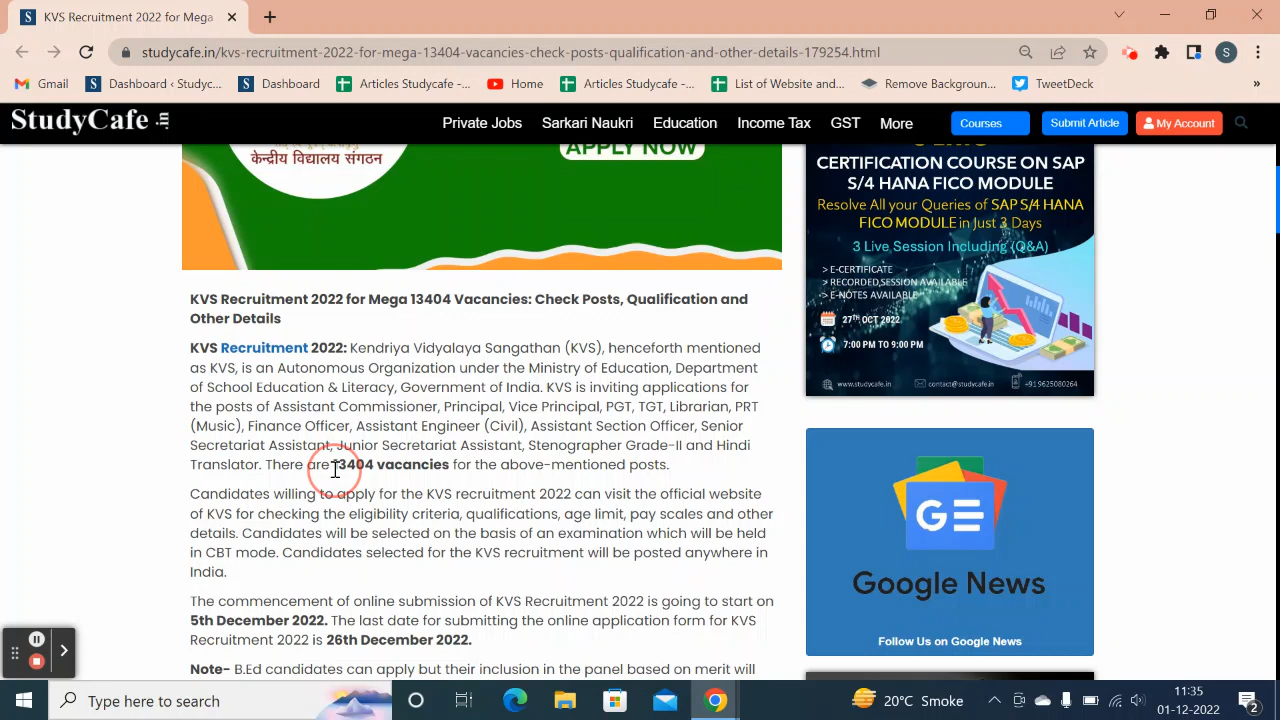 KVS Recruitment 2022 for Mega
studycafe.in/kvs-recruitment-2022-for-mega-13404-vacancies-check-posts-qualification-and-other-details-179254.html
S
Gmail
Dashboard ‹ Studyc...
Dashboard
Articles Studycafe -...
Home
Articles Studycafe -...
List of Website and...
Remove Backgroun...
TweetDeck
»
StudyCafe .in
Private Jobs
Sarkari Naukri
Education
Income Tax
GST
More
Courses
Submit Article
My Account
केन्द्रीय विद्यालय संगठन
APPLY NOW
CERTIFICATION COURSE ON SAP
S/4 HANA FICO MODULE
Resolve All your Queries of SAP S/4 HANA
FICO MODULE in Just 3 Days
3 Live Session Including (Q&A)
> E-CERTIFICATE
> RECORDED,SESSION AVAILABLE
> E-NOTES AVAILABLE
27TH OCT 2022
7:00 PM TO 9:00 PM
www.studycafe.in
contact@studycafe.in
+91 9625080264
KVS Recruitment 2022 for Mega 13404 Vacancies: Check Posts, Qualification and
Other Details
KVS Recruitment 2022: Kendriya Vidyalaya Sangathan (KVS), henceforth mentioned
as KVS, is an Autonomous Organization under the Ministry of Education, Department
of School Education & Literacy, Government of India. KVS is inviting applications for
the posts of Assistant Commissioner, Principal, Vice Principal, PGT, TGT, Librarian, PRT
(Music), Finance Officer, Assistant Engineer (Civil), Assistant Section Officer, Senior
Secretariat Assistant, Junior Secretariat Assistant, Stenographer Grade-II and Hindi
Translator. There are 13404 vacancies for the above-mentioned posts.
Candidates willing to apply for the KVS recruitment 2022 can visit the official website
of KVS for checking the eligibility criteria, qualifications, age limit, pay scales and other
details. Candidates will be selected on the basis of an examination which will be held
in CBT mode. Candidates selected for the KVS recruitment will be posted anywhere in
India.
The commencement of online submission of KVS Recruitment 2022 is going to start on
5th December 2022. The last date for submitting the online application form for KVS
Recruitment 2022 is 26th December 2022.
Note- B.Ed candidates can apply but their inclusion in the panel based on merit will
Google News
Follow Us on Google News
Type here to search
20°C Smoke
11:35
01-12-2022
2